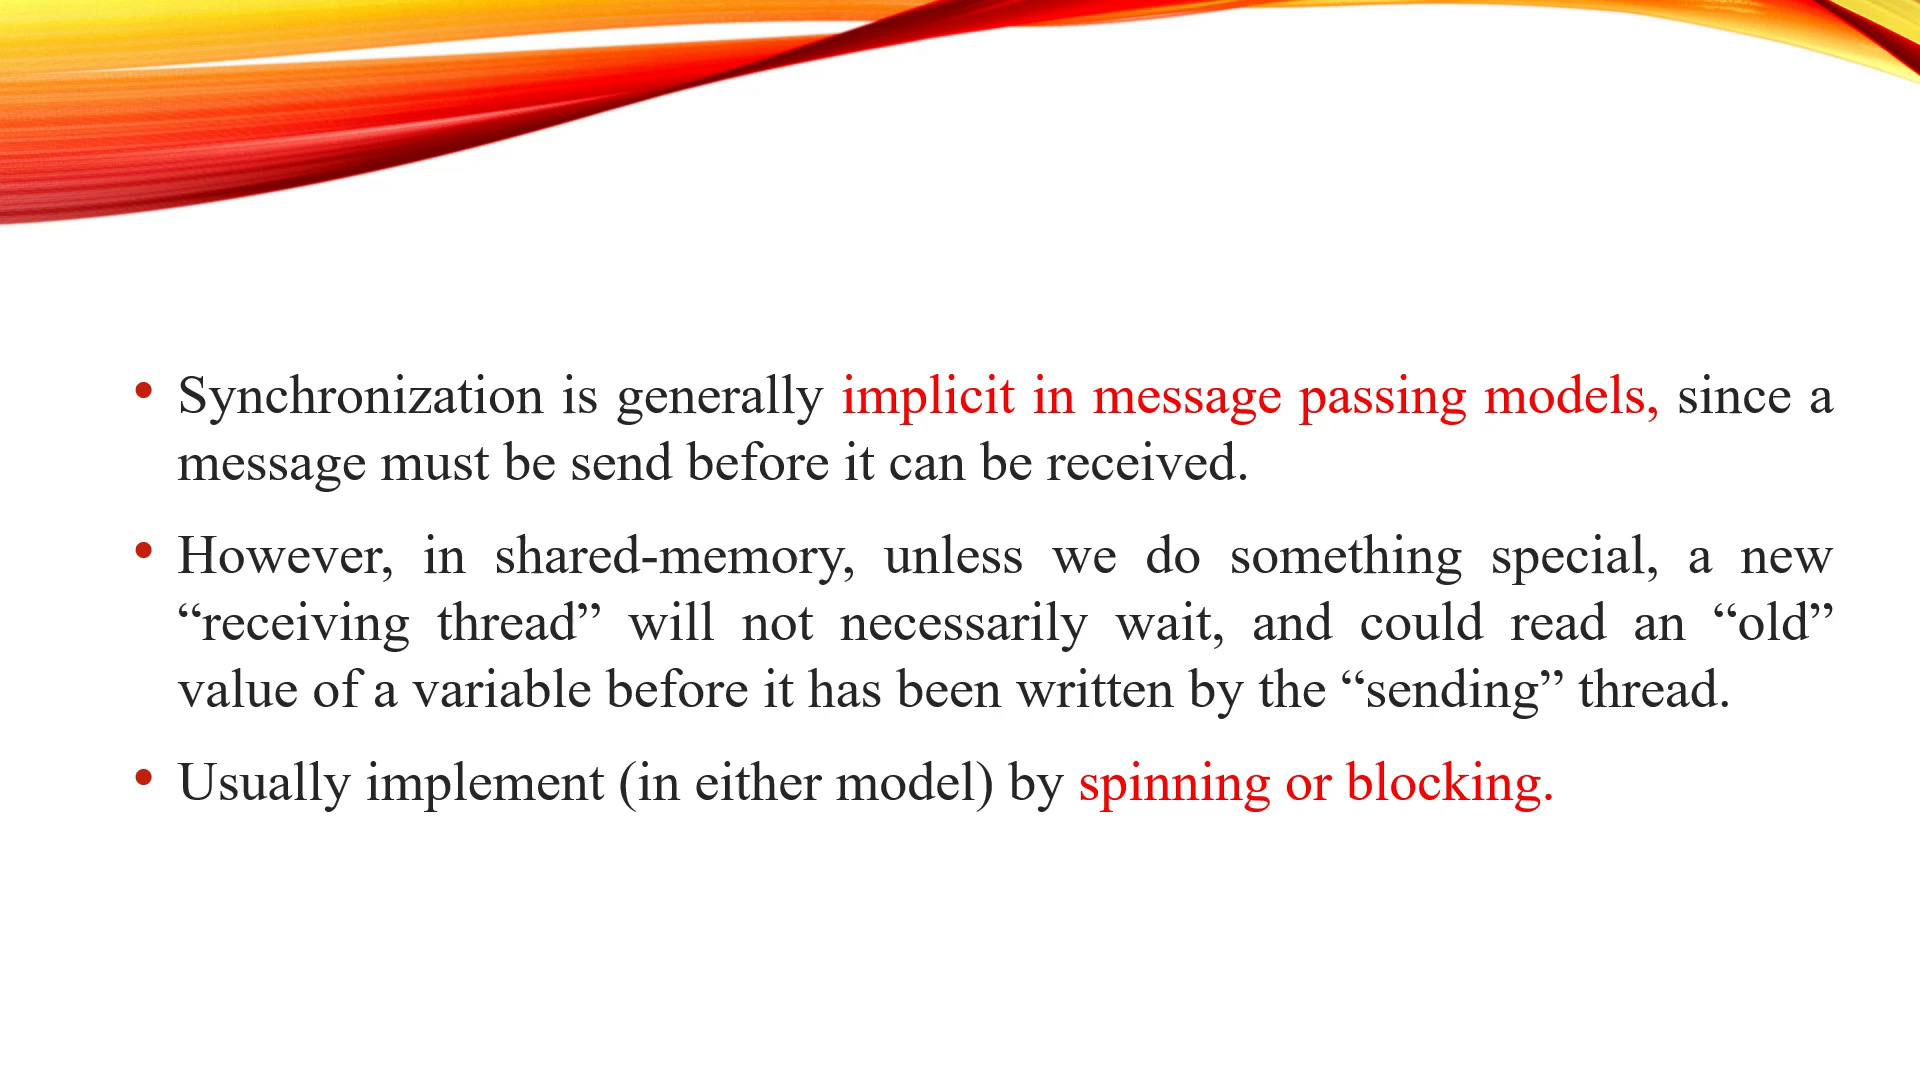 • Synchronization is generally implicit in message passing models, since a
message must be send before it can be received.
• However, in shared-memory, unless we do something special, a new
“receiving thread” will not necessarily wait, and could read an “old”
value of a variable before it has been written by the “sending” thread.
• Usually implement (in either model) by spinning or blocking.